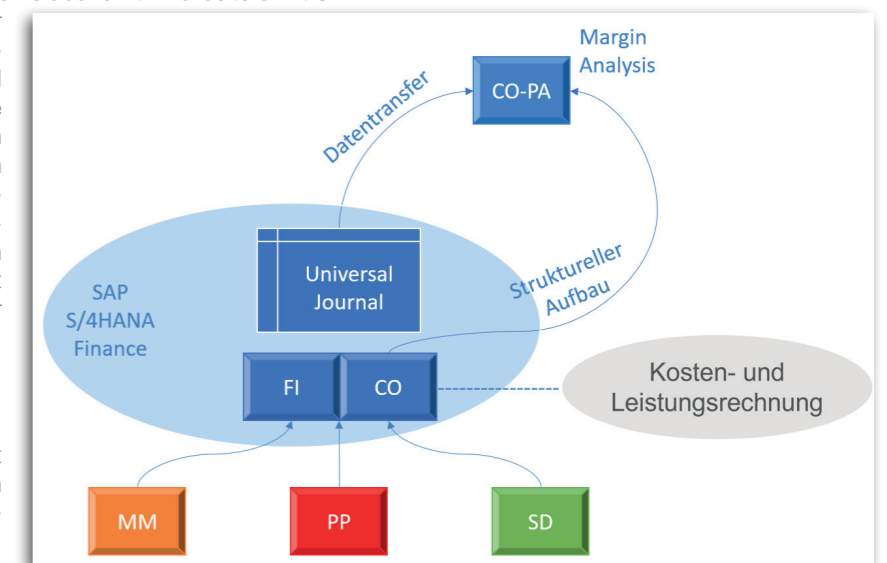 Margin
Analysis
CO-PA
Datentransfer
Universal
Journal
Struktureller
Aufbau
SAP
S/4HANA
Finance
FI
CO
Kosten- und
Leistungsrechnung
MM
PP
SD